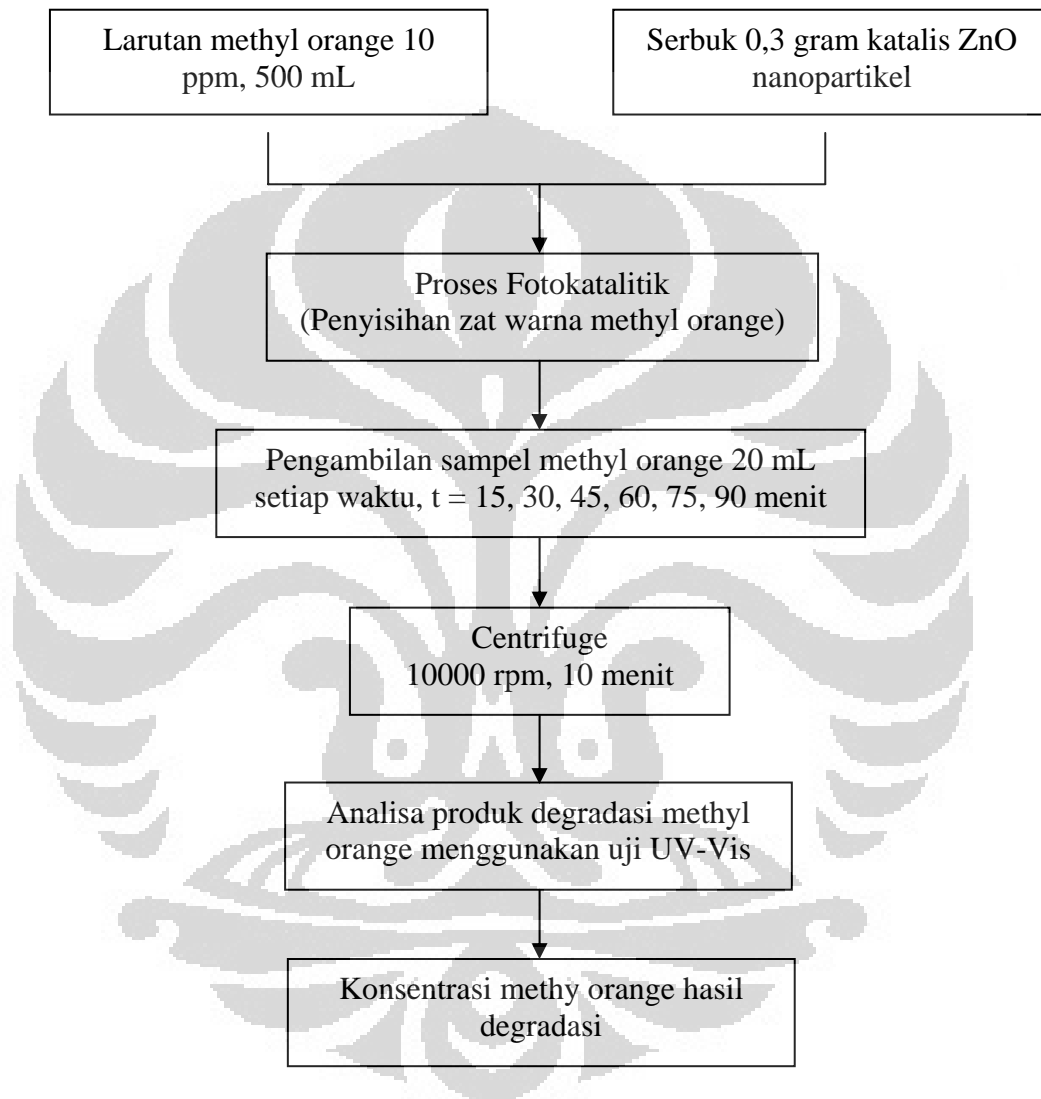 Larutan methyl orange 10
ppm, 500 mL
Serbuk 0,3 gram katalis ZnO
nanopartikel
Proses Fotokatalitik
(Penyisihan zat warna methyl orange)
Pengambilan sampel methyl orange 20 mL
setiap waktu, t = 15, 30, 45, 60, 75, 90 menit
Centrifuge
10000 rpm, 10 menit
Analisa produk degradasi methyl
orange menggunakan uji UV-Vis
Konsentrasi methy orange hasil
degradasi